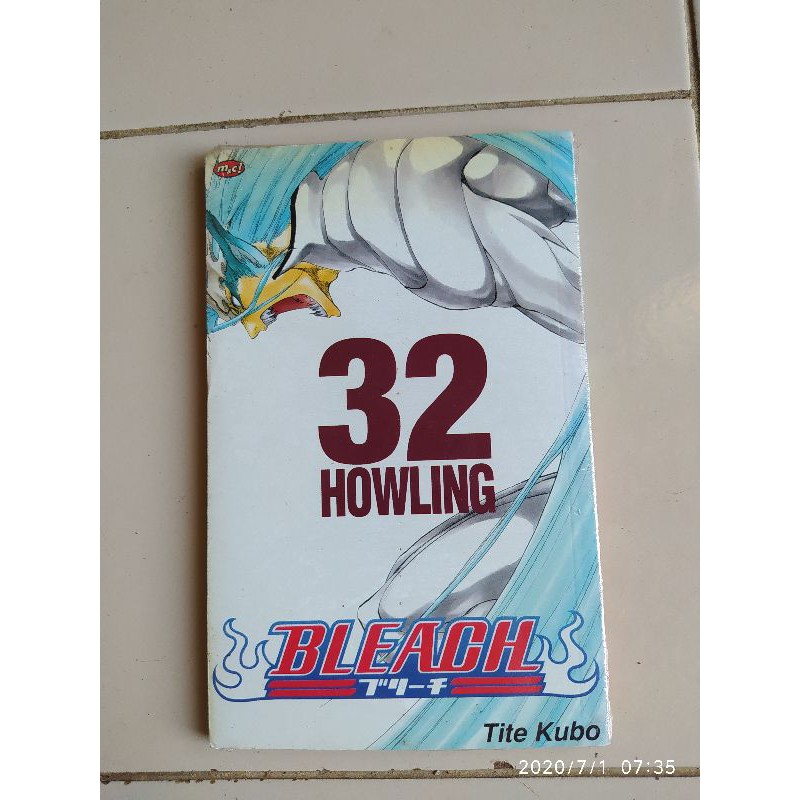 m&c!
32
HOWLING
BLEACH
ブリーチ
Tite Kubo
2020/7/1 07:35